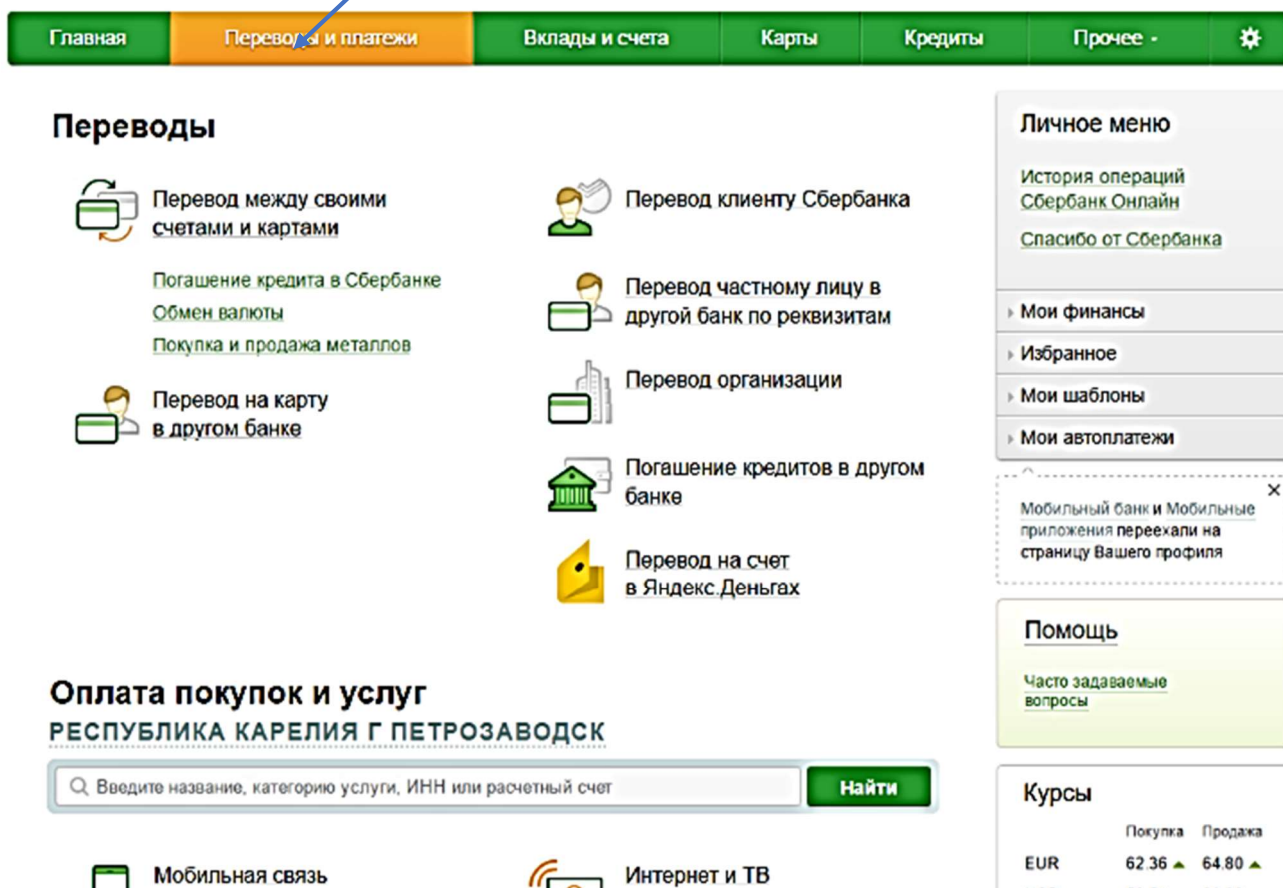 Главная Переводы и платежи Вклады и счета Карты Кредиты Прочее
Переводы
Перевод между своими
счетами и картами
Погашение кредита в Сбербанке
Обмен валюты
Покупка и продажа металлов
Перевод на карту
в другом банке
Перевод клиенту Сбербанка
Перевод частному лицу в
другой банк по реквизитам
Перевод организации
Погашение кредитов в другом
банке
Перевод на счет
в Яндекс.Деньгах
Оплата покупок и услуг
РЕСПУБЛИКА КАРЕЛИЯ Г ПЕТРОЗАВОДСК
Введите название, категорию услуги, ИНН или расчетный счет
Найти
Мобильная связь
Интернет и ТВ
Личное меню
История операций
Сбербанк Онлайн
Спасибо от Сбербанка
Мои финансы
Избранное
Мои шаблоны
Мои автоплатежи
Мобильный банк и Мобильные
приложения переехали на
страницу Вашего профиля
Помощь
Часто задаваемые
вопросы
Курсы
Покупка Продажа
EUR 62.36 64.80